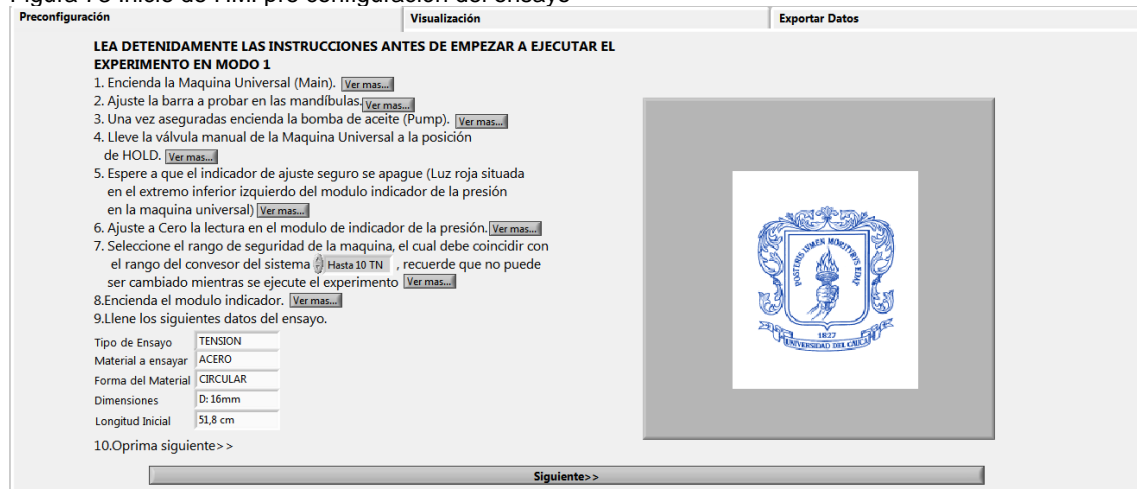 Preconfiguración
Visualización
Exportar Datos
LEA DETENIDAMENTE LAS INSTRUCCIONES ANTES DE EMPEZAR A EJECUTAR EL
EXPERIMENTO EN MODO 1
1. Encienda la Maquina Universal (Main). Ver mas...
2. Ajuste la barra a probar en las mandíbulas. Ver mas...
3. Una vez aseguradas encienda la bomba de aceite (Pump). Ver mas...
4. Lleve la válvula manual de la Maquina Universal a la posición
de HOLD. Ver mas...
5. Espere a que el indicador de ajuste seguro se apague (Luz roja situada
en el extremo inferior izquierdo del modulo indicador de la presión
en la maquina universal) Ver mas...
6. Ajuste a Cero la lectura en el modulo de indicador de la presión. Ver mas...
7. Seleccione el rango de seguridad de la maquina, el cual debe coincidir con
el rango del convesor del sistema Hasta 10 TN , recuerde que no puede
ser cambiado mientras se ejecute el experimento Ver mas...
8.Encienda el modulo indicador. Ver mas...
9.Llene los siguientes datos del ensayo.
Tipo de Ensayo TENSION
Material a ensayar ACERO
Forma del Material CIRCULAR
Dimensiones D: 16mm
Longitud Inicial 51,8 cm
10.Oprima siguiente>>
POSTERIS LVMEN MORITVRVS EDAT
1827
UNIVERSIDAD DEL CAUCA
Siguiente>>